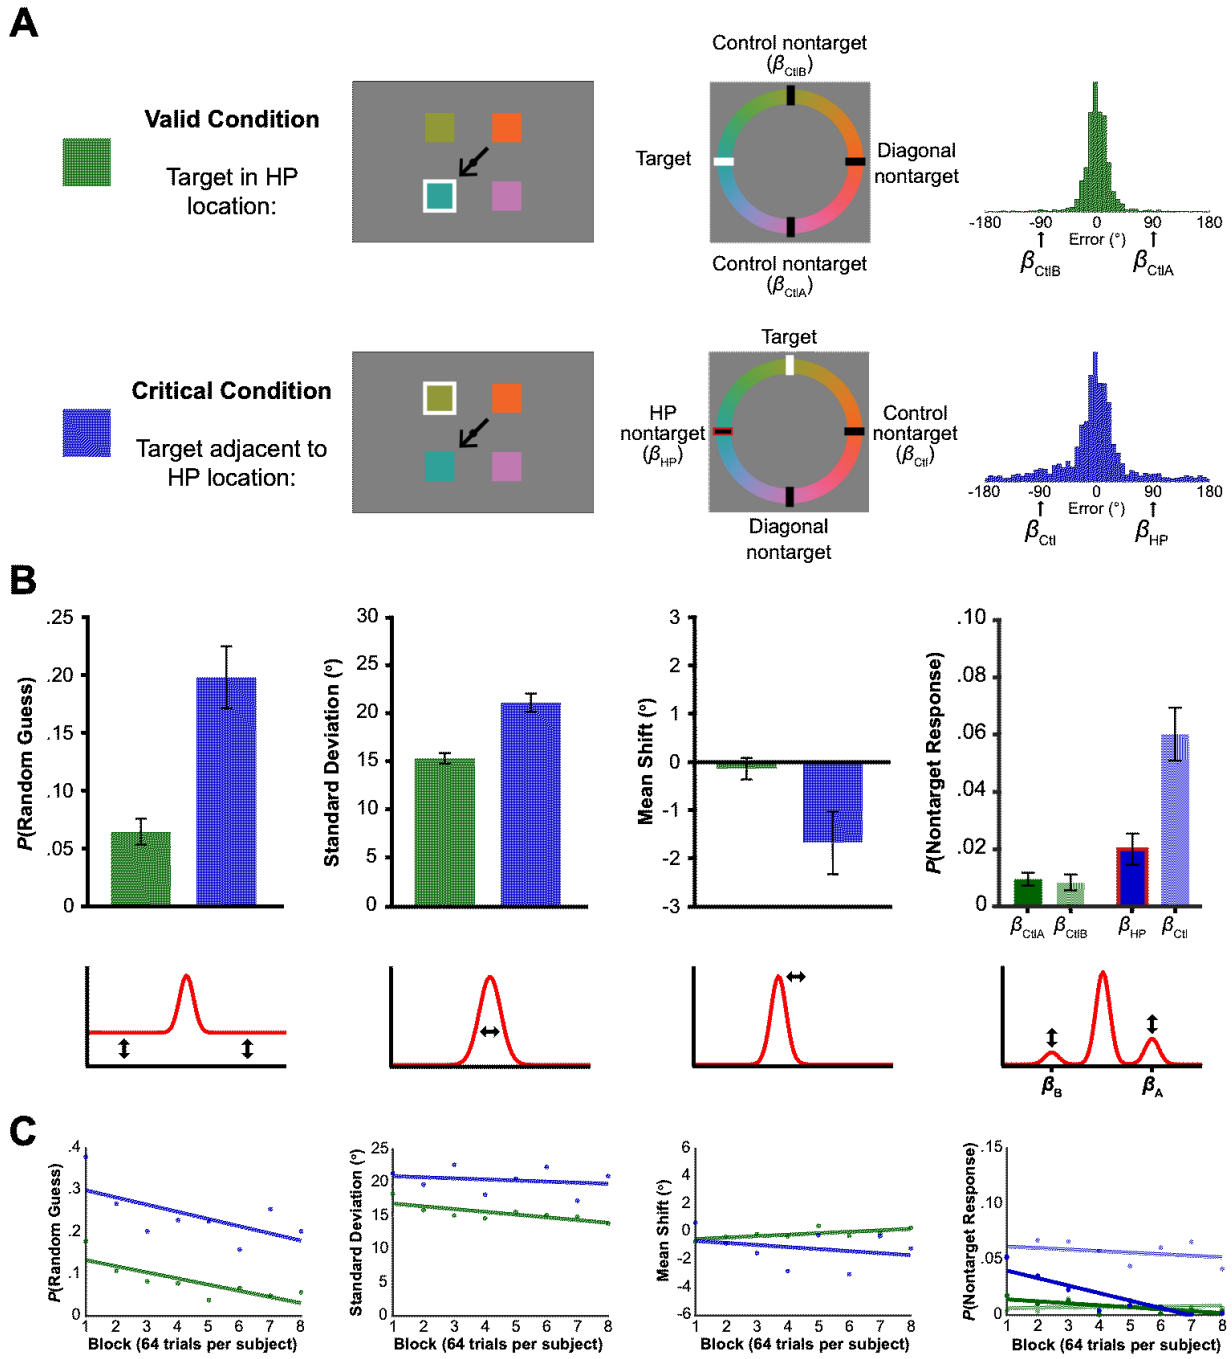 A
Valid Condition
Target in HP
location:
Control nontarget
(βCtlB)
Target
Diagonal
nontarget
Control nontarget
(βCtlA)
-180 -90 0 90 180
Error (°)
βCtlB βCtlA
Critical Condition
Target adjacent to
HP location:
Target
HP
nontarget
(βHP)
Control
nontarget
(βCtl)
Diagonal
nontarget
-180 -90 0 90 180
Error (°)
βCtl βHP
B
P(Random Guess)
.25
.20
.15
.10
.05
0
Standard Deviation (°)
30
25
20
15
10
5
0
Mean Shift (°)
3
2
1
0
-1
-2
-3
P(Nontarget Response)
.10
.08
.06
.04
.02
0
βCtlA βCtlB βHP βCtl
βB βA
C
P(Random Guess)
.4
.3
.2
.1
0
1 2 3 4 5 6 7 8
Block (64 trials per subject)
Standard Deviation (°)
25
20
15
10
5
0
1 2 3 4 5 6 7 8
Block (64 trials per subject)
Mean Shift (°)
6
4
2
0
-2
-4
-6
1 2 3 4 5 6 7 8
Block (64 trials per subject)
P(Nontarget Response)
.15
.10
.05
0
1 2 3 4 5 6 7 8
Block (64 trials per subject)